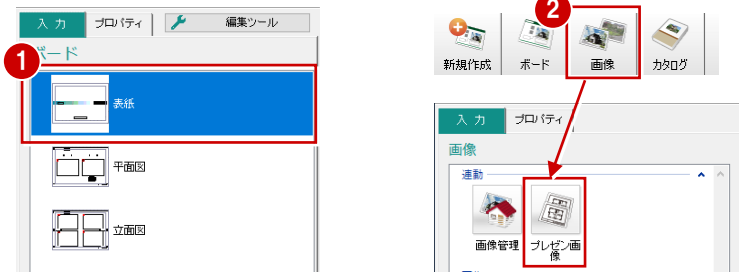 入 力 プロパティ 編集ツール
1
ボード
表紙
平面図
立面図
2
新規作成 ボード 画像 カタログ
入 力 プロパティ
画像
連動
画像管理 プレゼン画
像